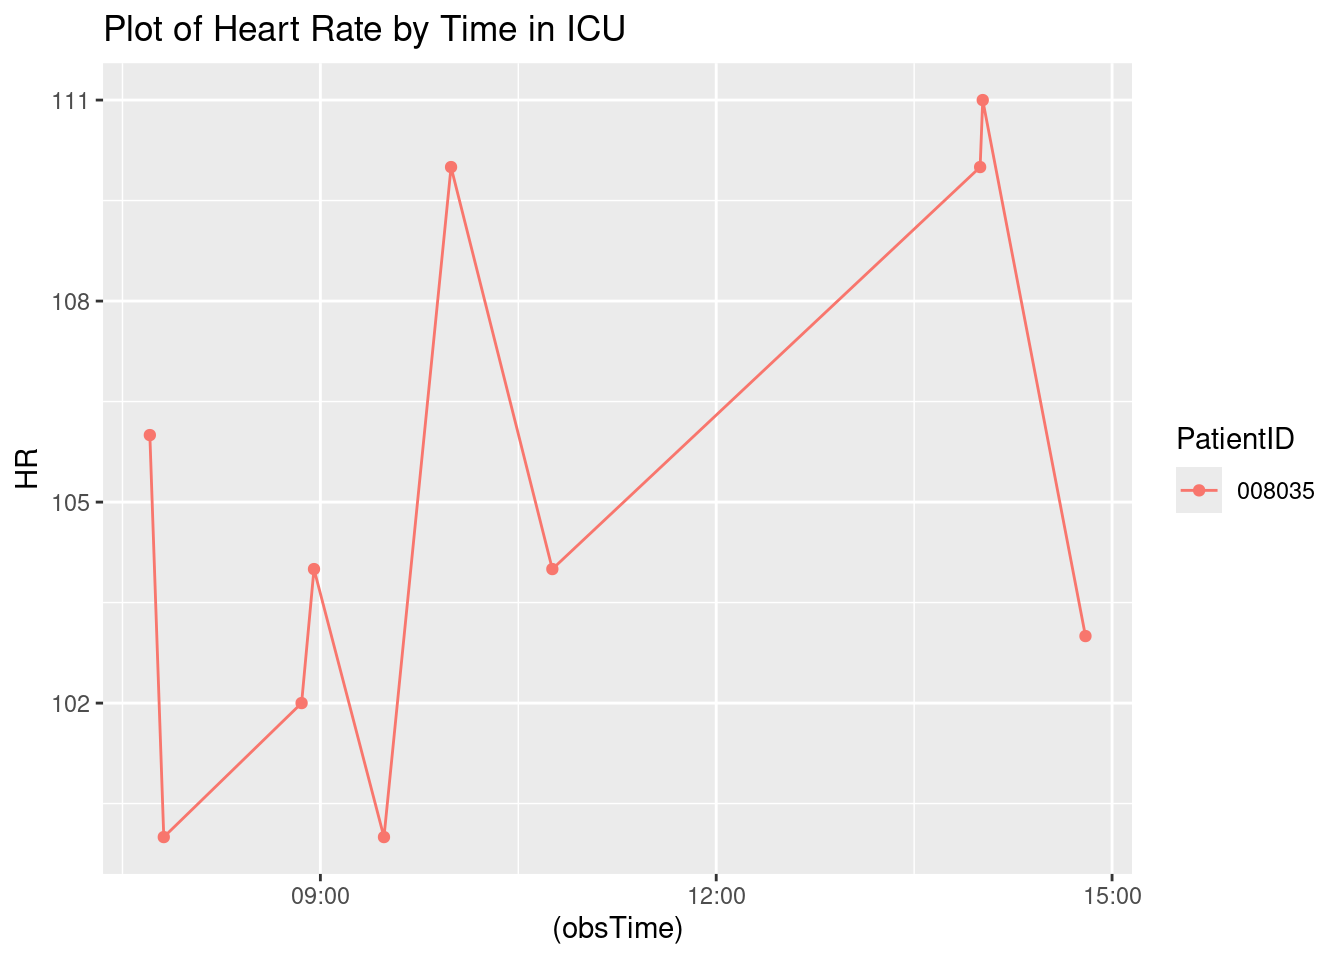 Plot of Heart Rate by Time in ICU
111
108
105
102
HR
09:00
12:00
15:00
(obsTime)
PatientID
008035